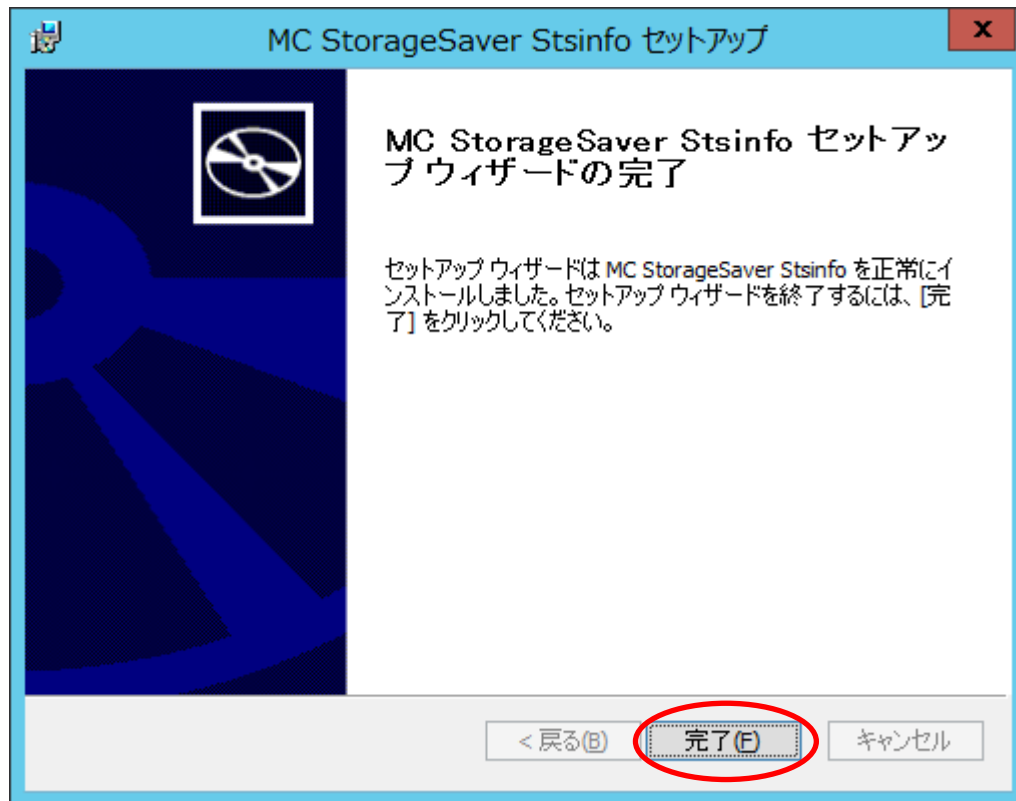 MC StorageSaver Stsinfo セットアップ
x
MC StorageSaver Stsinfo セットアッ
プ ウィザードの完了
セットアップ ウィザードは MC StorageSaver Stsinfo を正常にイ
ンストールしました。セットアップ ウィザードを終了するには、[完
了] をクリックしてください。
< 戻る(B) 完了(F) キャンセル